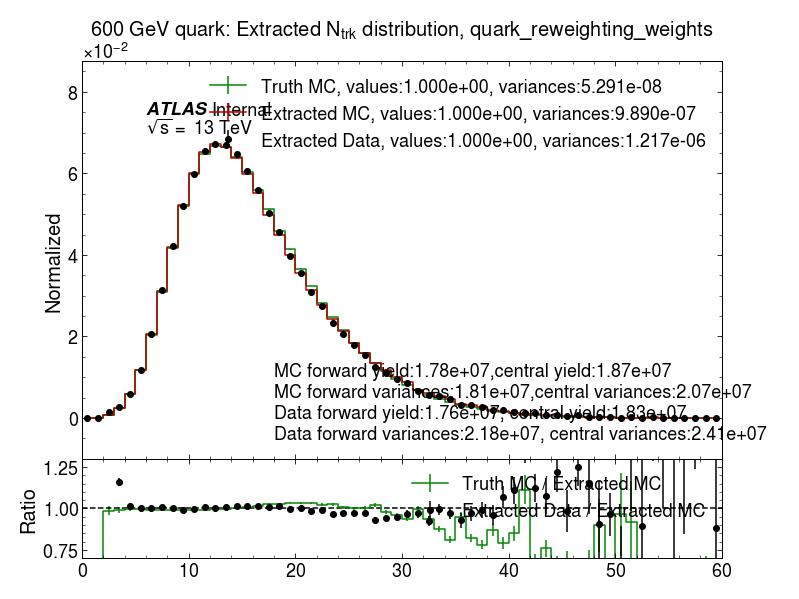 600 GeV quark: Extracted N_trk distribution, quark_reweighting_weights
×10⁻²
Truth MC, values:1.000e+00, variances:5.291e-08
ATLAS Internal
Extracted MC, values:1.000e+00, variances:9.890e-07
√s = 13 TeV
Extracted Data, values:1.000e+00, variances:1.217e-06
8
6
4
2
0
Normalized
MC forward yield:1.78e+07,central yield:1.87e+07
MC forward variances:1.81e+07,central variances:2.07e+07
Data forward yield:1.76e+07, central yield:1.83e+07
Data forward variances:2.18e+07, central variances:2.41e+07
1.25
1.00
0.75
Ratio
Truth MC / Extracted MC
Extracted Data / Extracted MC
0 10 20 30 40 50 60